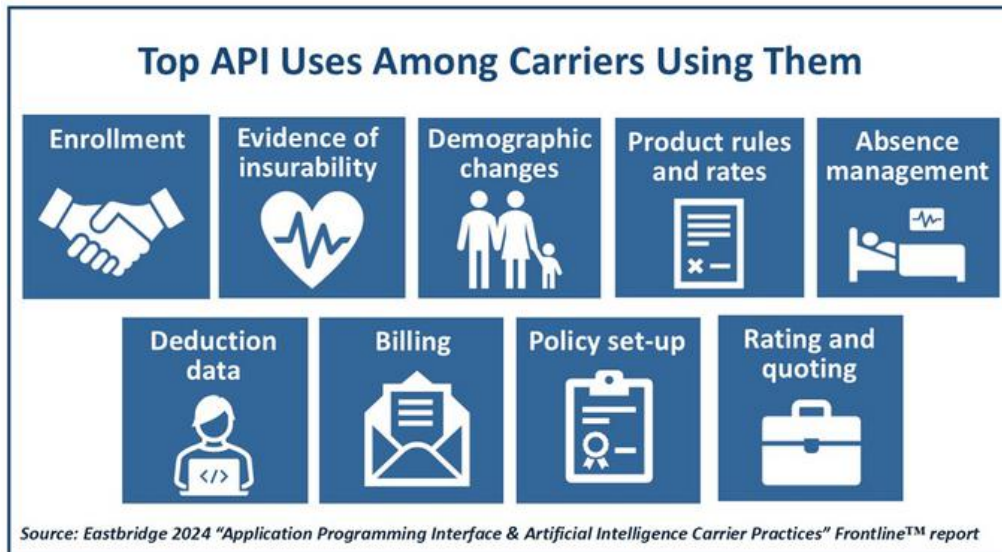 Top API Uses Among Carriers Using Them
Enrollment
Evidence of
insurability
Demographic
changes
Product rules
and rates
Absence
management
Deduction
data
</>
Billing
Policy set-up
Rating and
quoting
Source: Eastbridge 2024 “Application Programming Interface & Artificial Intelligence Carrier Practices” Frontline™ report